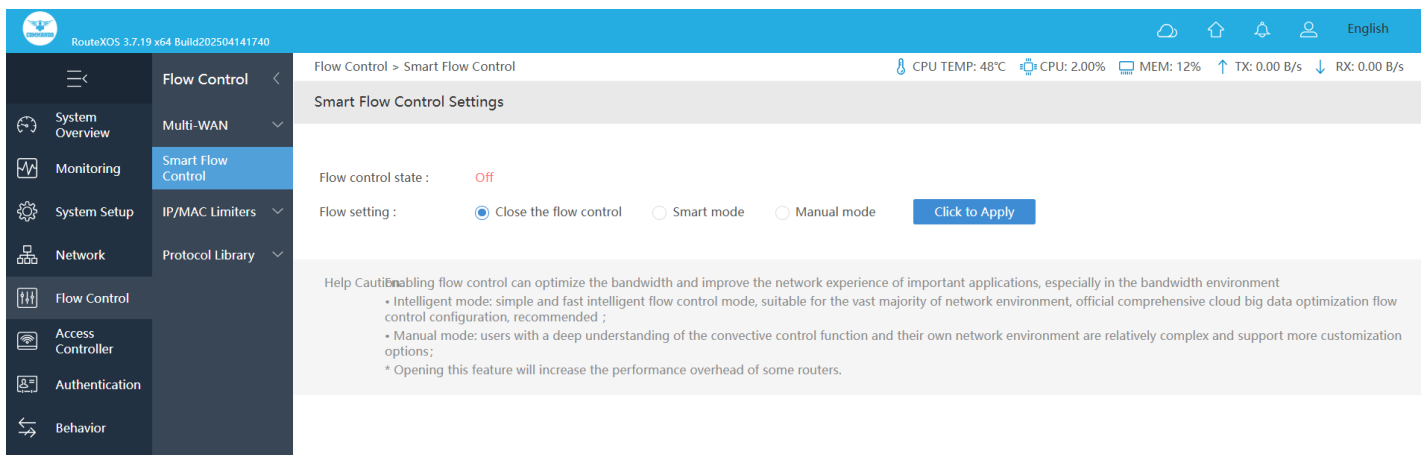 COMMANDO
RouteXOS 3.7.19 x64 Build202504141740
English
Flow Control
Flow Control > Smart Flow Control
CPU TEMP: 48℃ CPU: 2.00% MEM: 12% TX: 0.00 B/s RX: 0.00 B/s
Smart Flow Control Settings
System
Overview
Monitoring
System Setup
Network
Flow Control
Access
Controller
Authentication
Behavior
Multi-WAN
Smart Flow
Control
IP/MAC Limiters
Protocol Library
Flow control state : Off
Flow setting : Close the flow control Smart mode Manual mode Click to Apply
Help Caution: Enabling flow control can optimize the bandwidth and improve the network experience of important applications, especially in the bandwidth environment
• Intelligent mode: simple and fast intelligent flow control mode, suitable for the vast majority of network environment, official comprehensive cloud big data optimization flow
control configuration, recommended ;
• Manual mode: users with a deep understanding of the convective control function and their own network environment are relatively complex and support more customization
options;
* Opening this feature will increase the performance overhead of some routers.